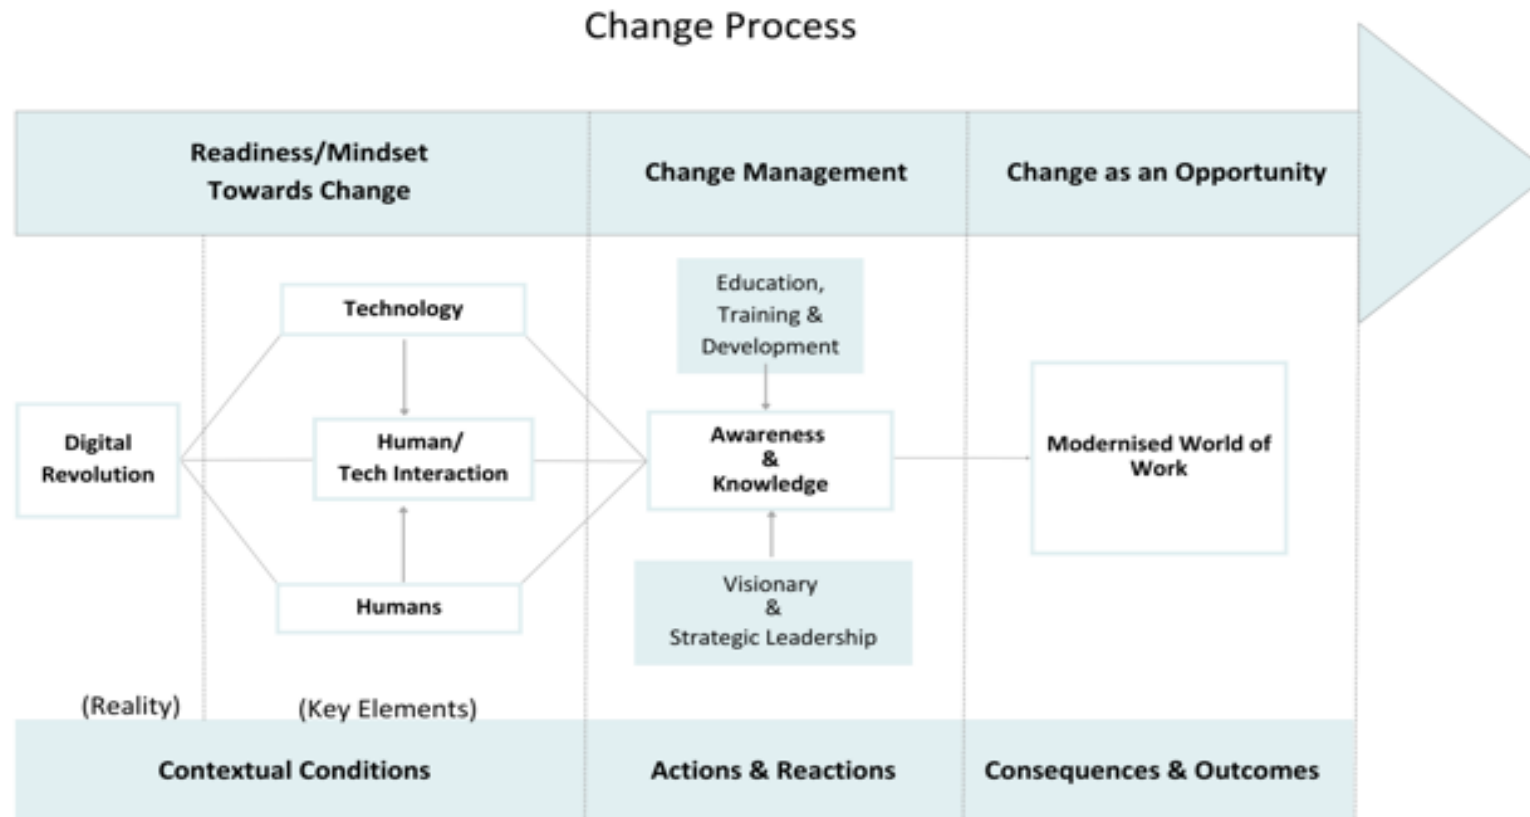 Change Process
Readiness/Mindset
Towards Change
Change Management
Change as an Opportunity
Technology
Education,
Training &
Development
Digital
Revolution
Human/
Tech Interaction
Awareness
&
Knowledge
Modernised World of
Work
Humans
Visionary
&
Strategic Leadership
(Reality)
(Key Elements)
Contextual Conditions
Actions & Reactions
Consequences & Outcomes